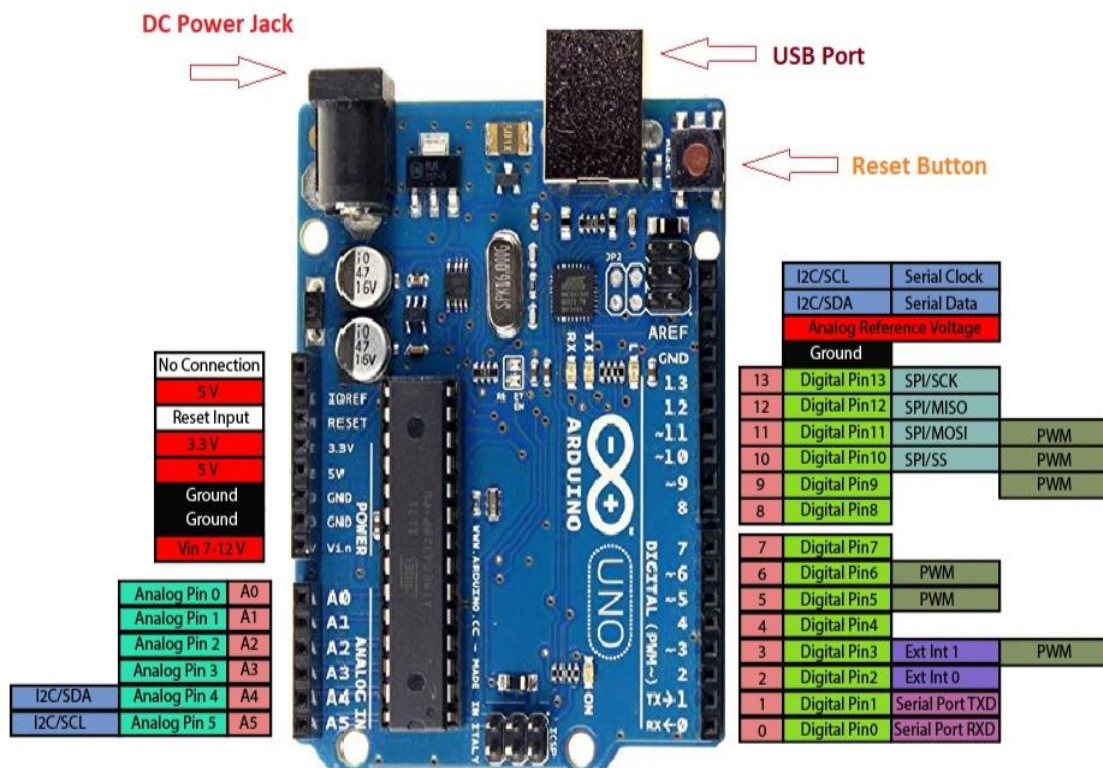 DC Power Jack
USB Port
Reset Button
RESET
47
16V
47
16V
SPK16.000G
JP2
AREF
GND
RX
TX
L
13
12
~11
~10
~9
8
7
~6
~5
4
~3
2
TX→1
RX←0
DIGITAL (PWM~)
ARDUINO
UNO
IOREF
RESET
3.3V
5V
GND
GND
Vin
POWER
A0
A1
A2
A3
A4
A5
ANALOG IN
WWW.ARDUINO.CC - MADE IN ITALY
ON
ICSP
No Connection
5 V
Reset Input
3.3 V
5 V
Ground
Ground
Vin 7-12 V
Analog Pin 0 A0
Analog Pin 1 A1
Analog Pin 2 A2
Analog Pin 3 A3
I2C/SDA Analog Pin 4 A4
I2C/SCL Analog Pin 5 A5
I2C/SCL Serial Clock
I2C/SDA Serial Data
Analog Reference Voltage
Ground
13 Digital Pin13 SPI/SCK
12 Digital Pin12 SPI/MISO
11 Digital Pin11 SPI/MOSI PWM
10 Digital Pin10 SPI/SS PWM
9 Digital Pin9 PWM
8 Digital Pin8
7 Digital Pin7
6 Digital Pin6 PWM
5 Digital Pin5 PWM
4 Digital Pin4
3 Digital Pin3 Ext Int 1 PWM
2 Digital Pin2 Ext Int 0
1 Digital Pin1 Serial Port TXD
0 Digital Pin0 Serial Port RXD